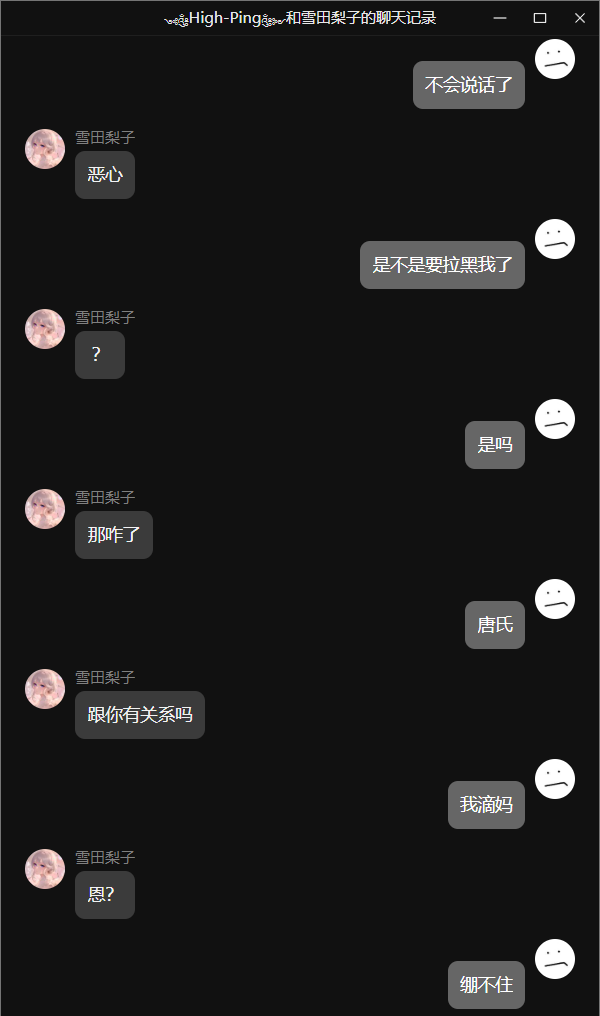 High-Ping和雪田梨子的聊天记录
不会说话了
雪田梨子
恶心
是不是要拉黑我了
雪田梨子
？
是吗
雪田梨子
那咋了
唐氏
雪田梨子
跟你有关系吗
我滴妈
雪田梨子
恩?
绷不住